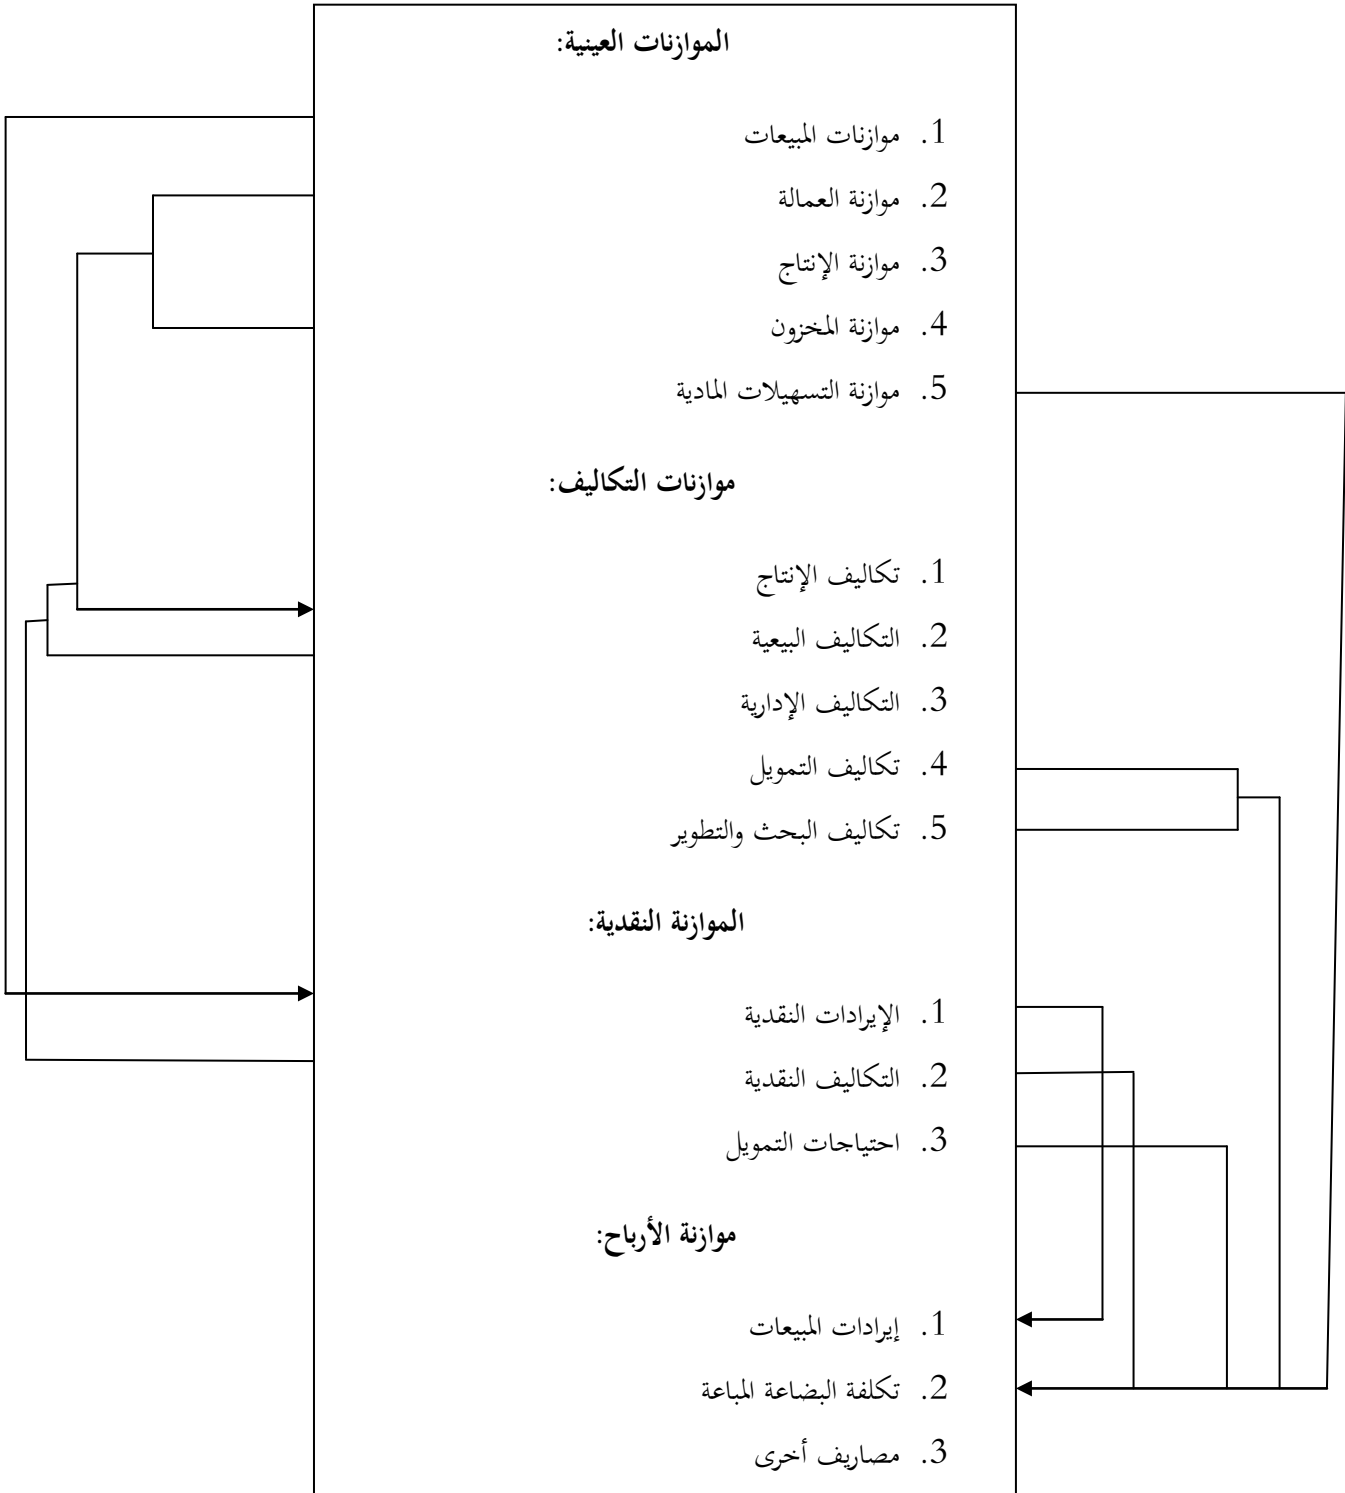 الموازنات العينية:
1. موازنات المبيعات
2. موازنة العمالة
3. موازنة الإنتاج
4. موازنة المخزون
5. موازنة التسهيلات المادية
موازنات التكاليف:
1. تكاليف الإنتاج
2. التكاليف البيعية
3. التكاليف الإدارية
4. تكاليف التمويل
5. تكاليف البحث والتطوير
الموازنة النقدية:
1. الإيرادات النقدية
2. التكاليف النقدية
3. احتياجات التمويل
موازنة الأرباح:
1. إيرادات المبيعات
2. تكلفة البضاعة المباعة
3. مصاريف أخرى